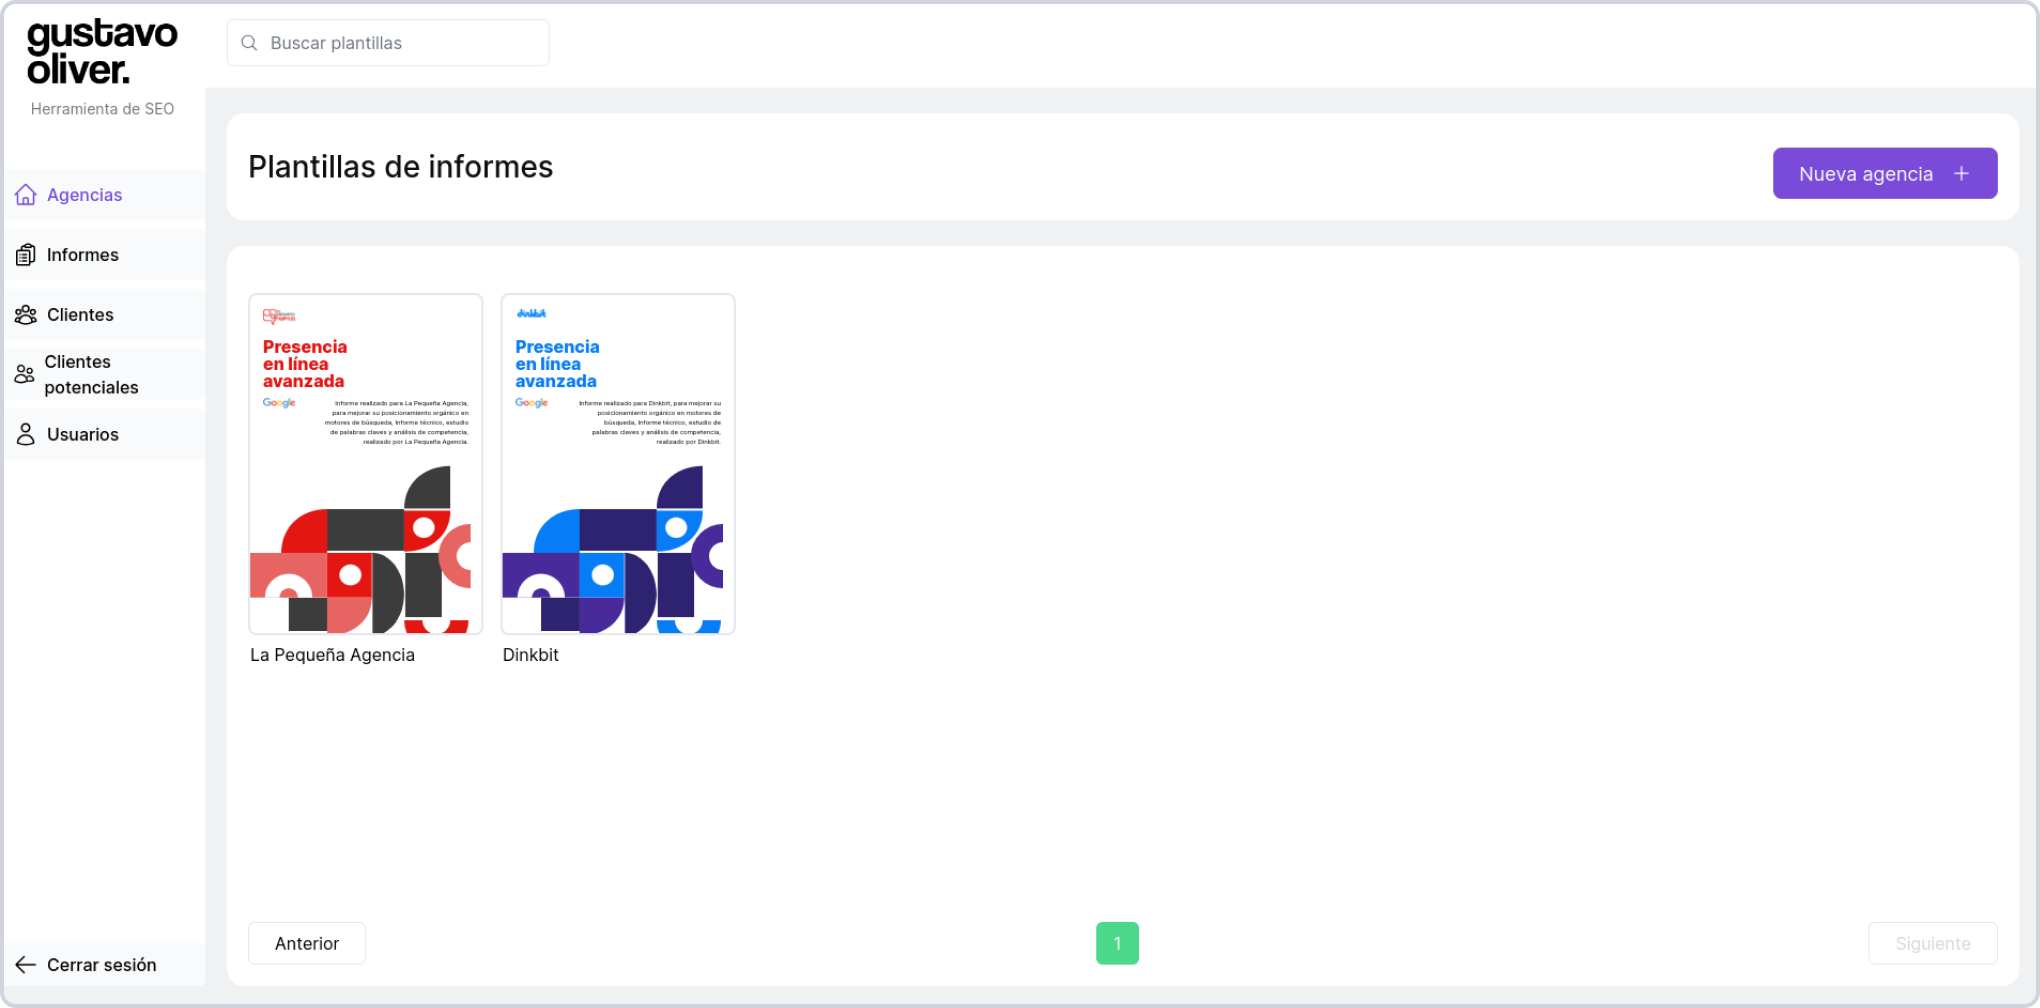 gustavo
oliver.
Herramienta de SEO
Buscar plantillas
Agencias
Informes
Clientes
Clientes
potenciales
Usuarios
Cerrar sesión
Plantillas de informes
Nueva agencia
Presencia
en línea
avanzada
Google
Informe realizado para La Pequeña Agencia,
para mejorar su posicionamiento orgánico en
motores de búsqueda, Informe técnico, estudio
de palabras claves y análisis de competencia,
realizado por La Pequeña Agencia.
La Pequeña Agencia
dinkbit
Presencia
en línea
avanzada
Google
Informe realizado para Dinkbit, para mejorar su
posicionamiento orgánico en motores de
búsqueda, Informe técnico, estudio de
palabras claves y análisis de competencia,
realizado por Dinkbit.
Dinkbit
Anterior
1
Siguiente